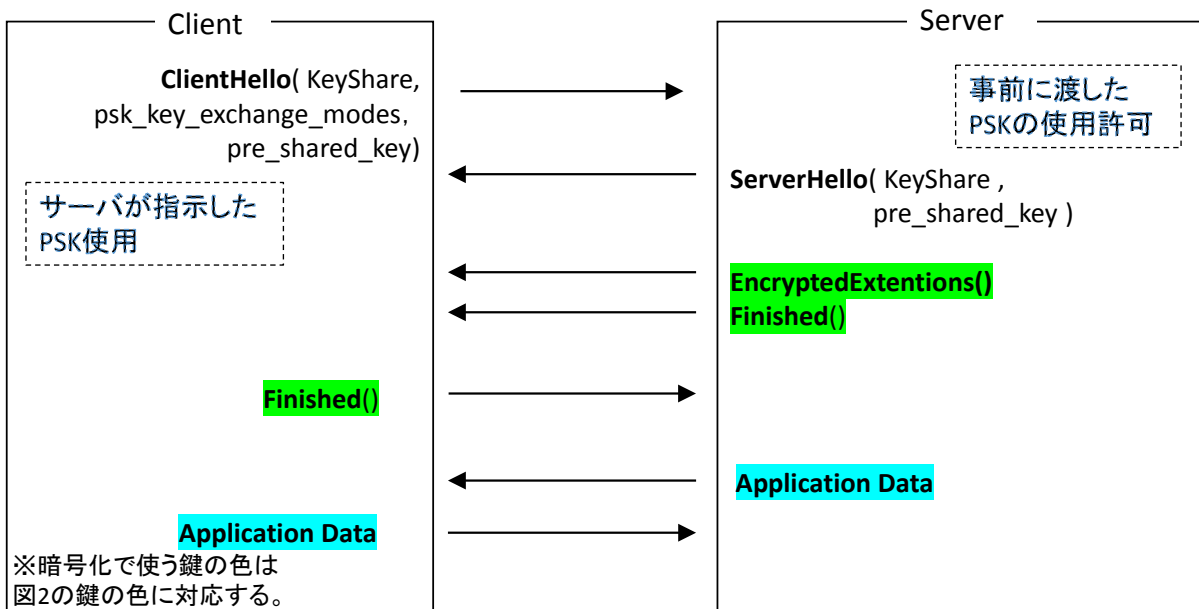 Client
Server
ClientHello( KeyShare,
psk_key_exchange_modes,
pre_shared_key)
事前に渡した
PSKの使用許可
ServerHello( KeyShare ,
pre_shared_key )
サーバが指示した
PSK使用
EncryptedExtentions()
Finished()
Finished()
Application Data
Application Data
※暗号化で使う鍵の色は
図2の鍵の色に対応する。